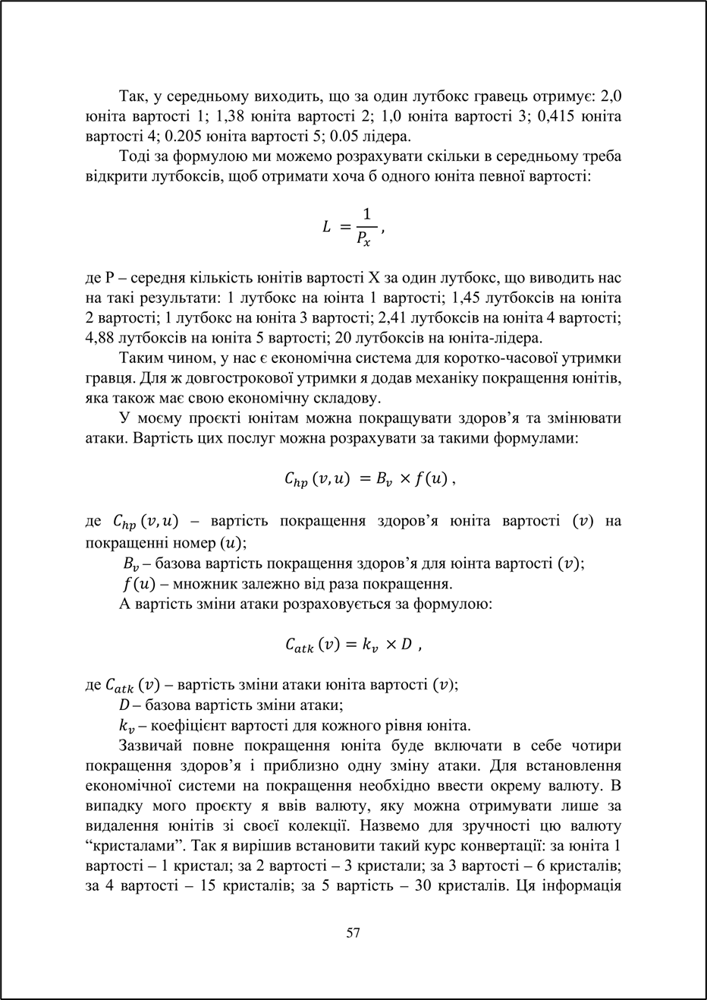 Так, у середньому виходить, що за один лутбокс гравець отримує: 2,0
юніта вартості 1; 1,38 юніта вартості 2; 1,0 юніта вартості 3; 0,415 юніта
вартості 4; 0.205 юніта вартості 5; 0.05 лідера.
Тоді за формулою ми можемо розрахувати скільки в середньому треба
відкрити лутбоксів, щоб отримати хоча б одного юніта певної вартості:
L = 1/Pₓ ,
де P – середня кількість юнітів вартості X за один лутбокс, що виводить нас
на такі результати: 1 лутбокс на юінта 1 вартості; 1,45 лутбоксів на юніта
2 вартості; 1 лутбокс на юніта 3 вартості; 2,41 лутбоксів на юніта 4 вартості;
4,88 лутбоксів на юніта 5 вартості; 20 лутбоксів на юніта-лідера.
Таким чином, у нас є економічна система для коротко-часової утримки
гравця. Для ж довгострокової утримки я додав механіку покращення юнітів,
яка також має свою економічну складову.
У моєму проєкті юнітам можна покращувати здоров’я та змінювати
атаки. Вартість цих послуг можна розрахувати за такими формулами:
C_hp (v, u) = B_v × f(u) ,
де C_hp (v, u) – вартість покращення здоров’я юніта вартості (v) на
покращенні номер (u);
B_v – базова вартість покращення здоров’я для юінта вартості (v);
f(u) – множник залежно від раза покращення.
А вартість зміни атаки розраховується за формулою:
C_atk (v) = k_v × D ,
де C_atk (v) – вартість зміни атаки юніта вартості (v);
D – базова вартість зміни атаки;
k_v – коефіцієнт вартості для кожного рівня юніта.
Зазвичай повне покращення юніта буде включати в себе чотири
покращення здоров’я і приблизно одну зміну атаки. Для встановлення
економічної системи на покращення необхідно ввести окрему валюту. В
випадку мого проєкту я ввів валюту, яку можна отримувати лише за
видалення юнітів зі своєї колекції. Назвемо для зручності цю валюту
“кристалами”. Так я вирішив встановити такий курс конвертації: за юніта 1
вартості – 1 кристал; за 2 вартості – 3 кристали; за 3 вартості – 6 кристалів;
за 4 вартості – 15 кристалів; за 5 вартість – 30 кристалів. Ця інформація
57